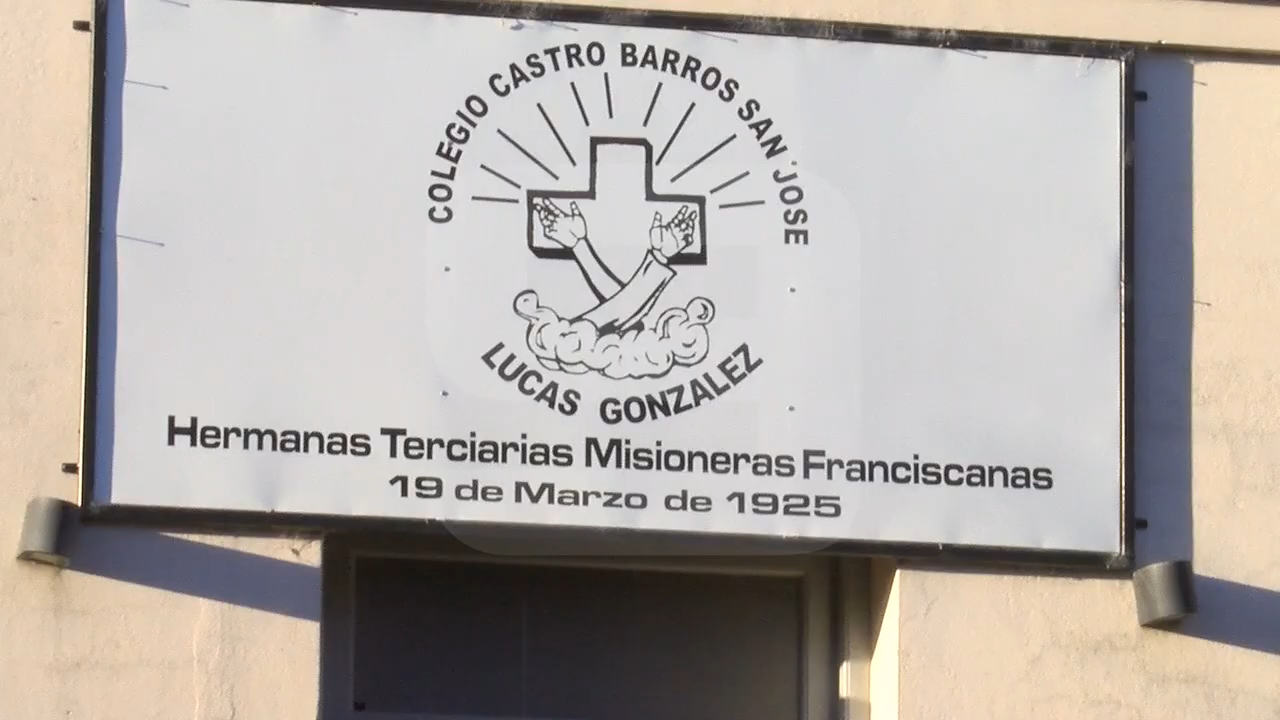 COLEGIO CASTRO BARROS SAN JOSE
LUCAS GONZALEZ
Hermanas Terciarias Misioneras Franciscanas
19 de Marzo de 1925